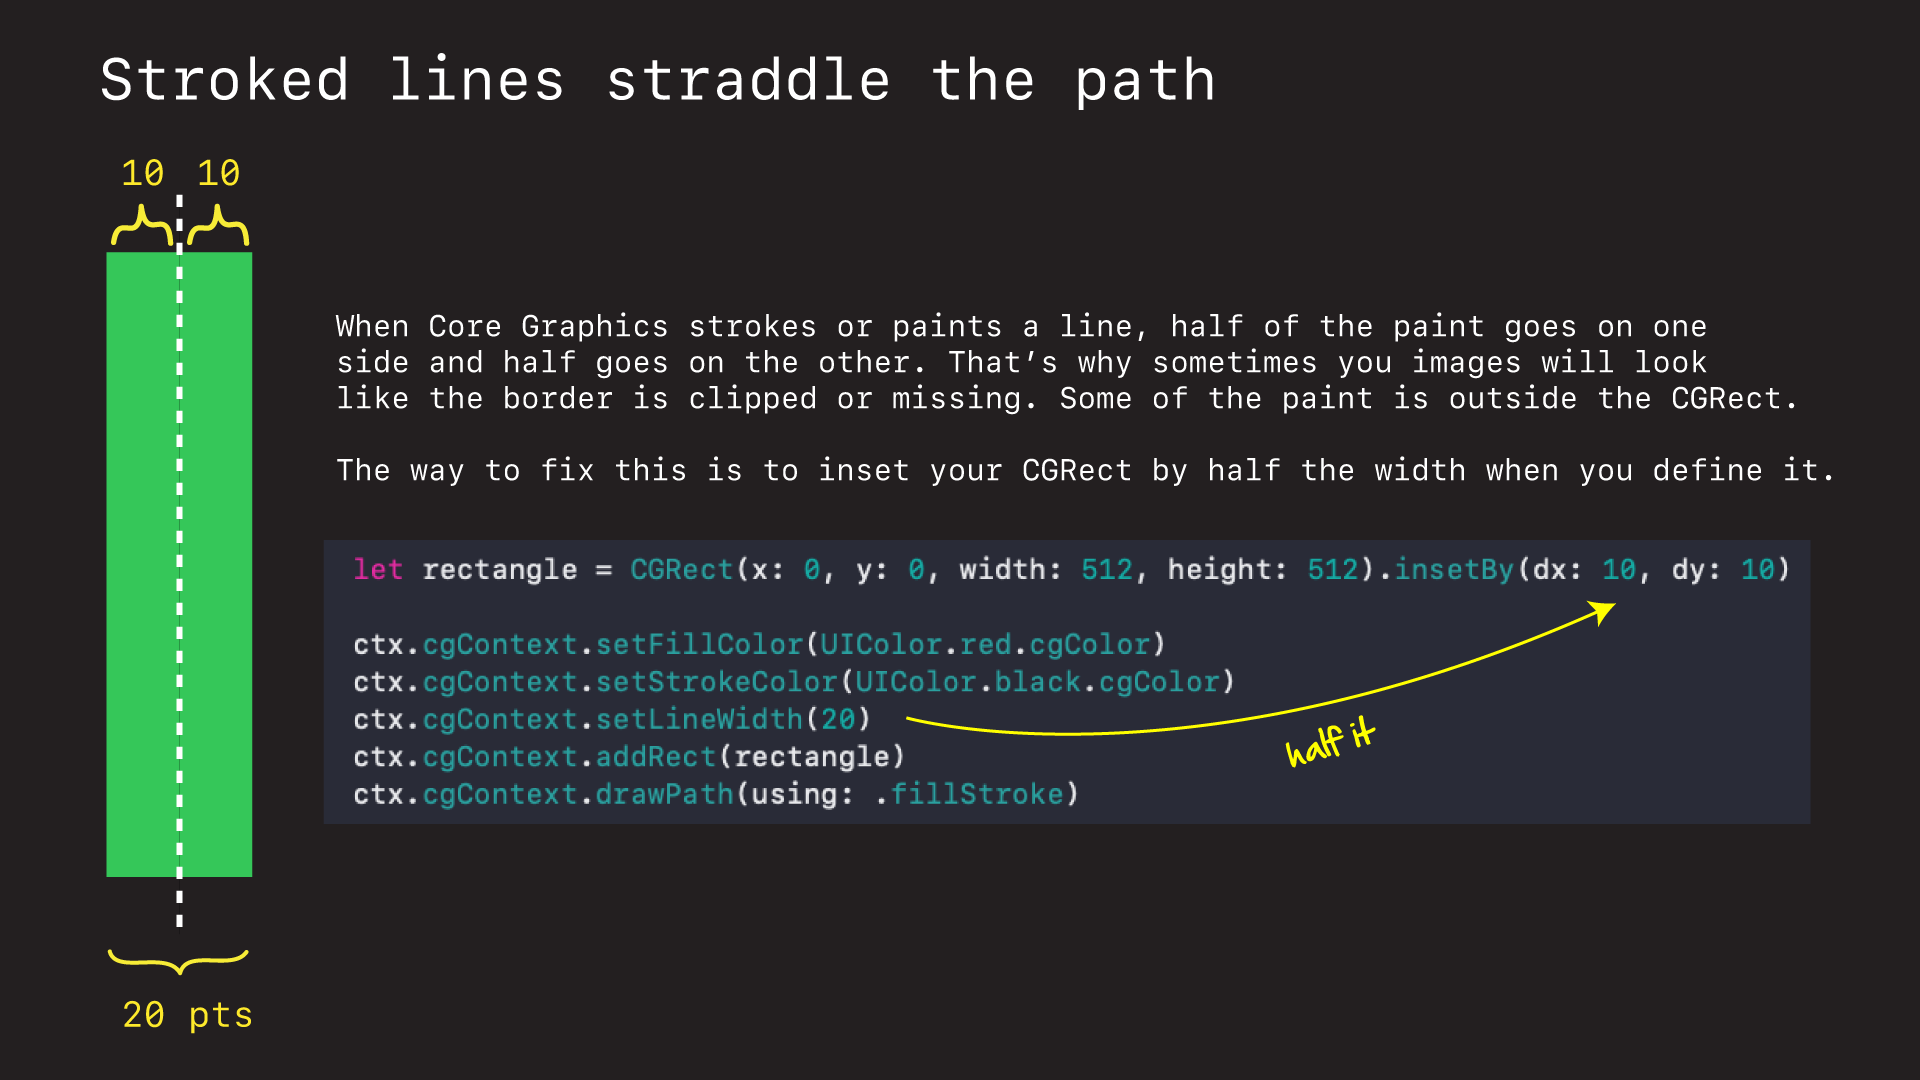 Stroked lines straddle the path
10 10
When Core Graphics strokes or paints a line, half of the paint goes on one
side and half goes on the other. That’s why sometimes you images will look
like the border is clipped or missing. Some of the paint is outside the CGRect.
The way to fix this is to inset your CGRect by half the width when you define it.
let rectangle = CGRect(x: 0, y: 0, width: 512, height: 512).insetBy(dx: 10, dy: 10)
ctx.cgContext.setFillColor(UIColor.red.cgColor)
ctx.cgContext.setStrokeColor(UIColor.black.cgColor)
ctx.cgContext.setLineWidth(20)
half it
ctx.cgContext.addRect(rectangle)
ctx.cgContext.drawPath(using: .fillStroke)
20 pts